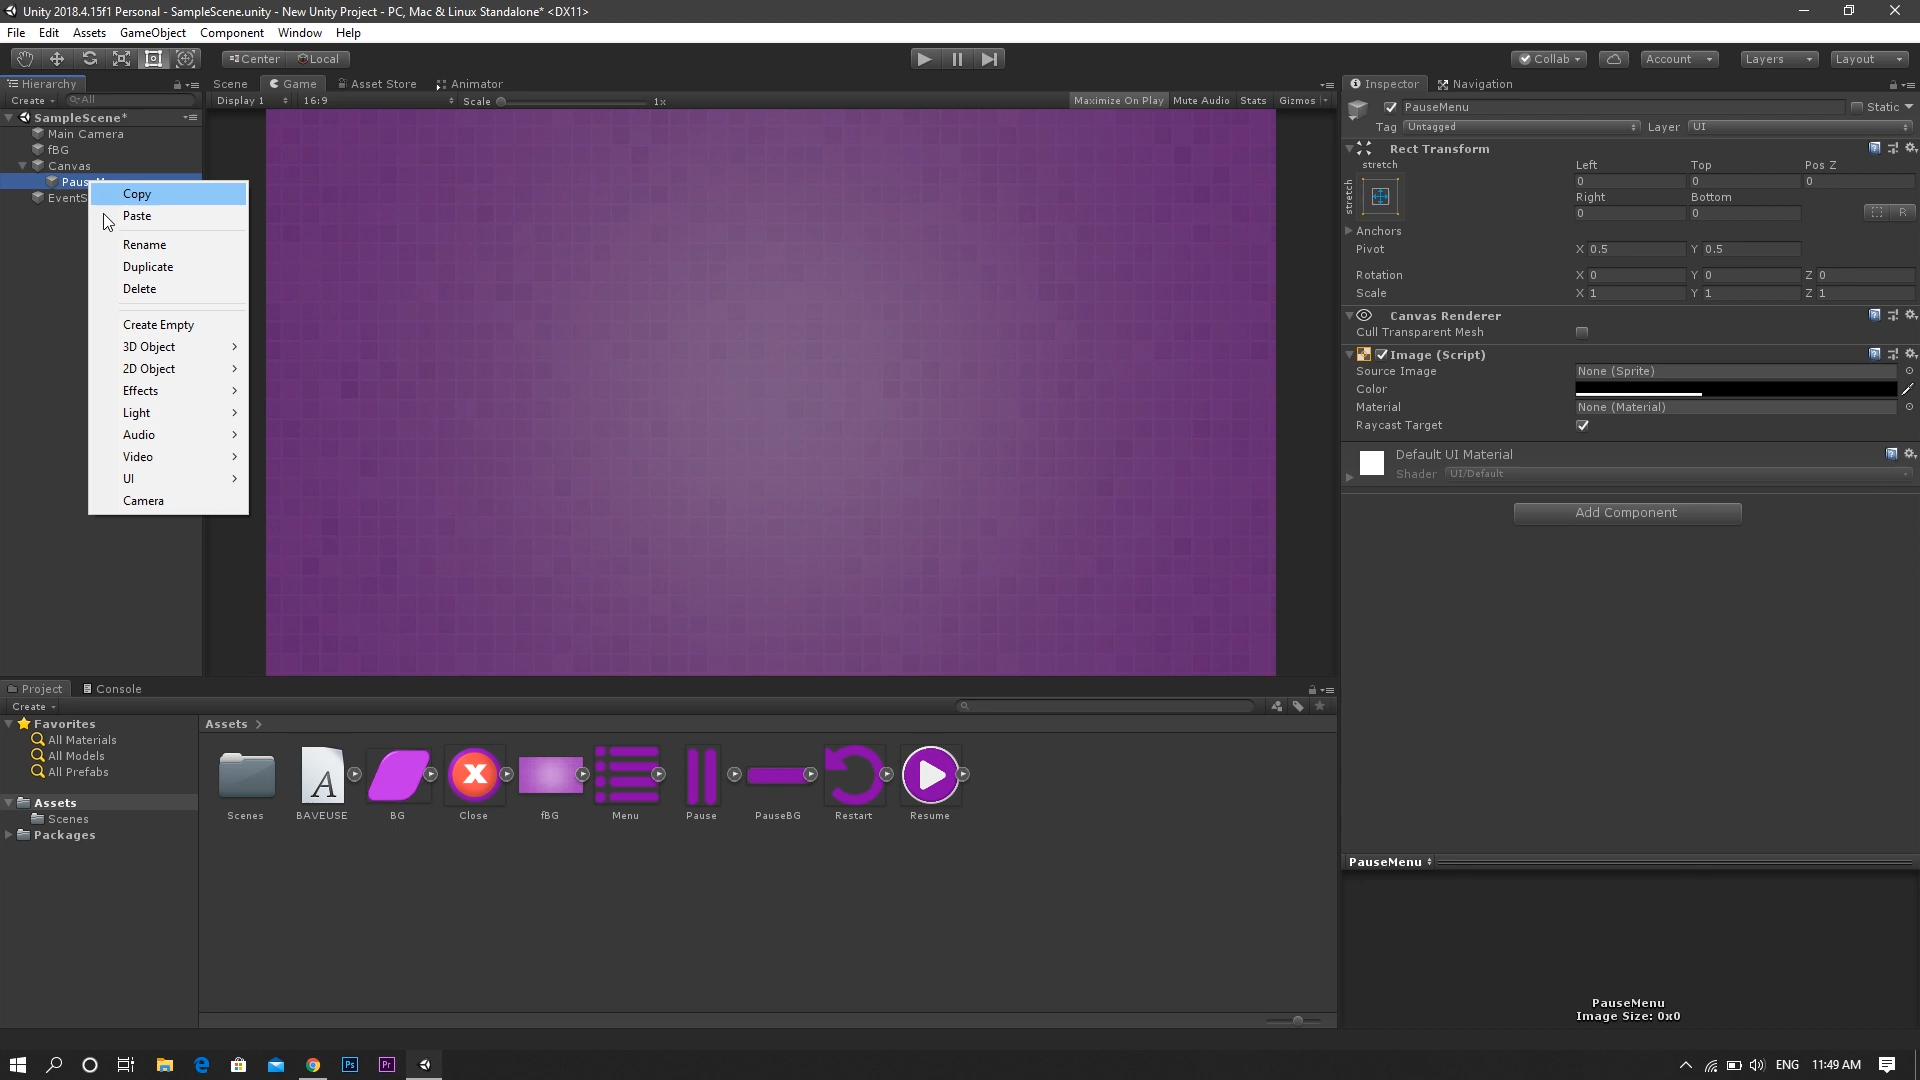 Unity 2018.4.15f1 Personal - SampleScene.unity - New Unity Project - PC, Mac & Linux Standalone* <DX11>
File Edit Assets GameObject Component Window Help
Center Local Collab Account Layers Layout
Hierarchy Scene Game Asset Store Animator Inspector Navigation
Create All Display 1 16:9 Scale 1x Maximize On Play Mute Audio Stats Gizmos
PauseMenu Static
SampleScene*
Tag Untagged Layer UI
Main Camera
fBG
Canvas
EventS
Copy
Paste
Rename
Duplicate
Delete
Create Empty
3D Object
2D Object
Effects
Light
Audio
Video
UI
Camera
Rect Transform
stretch
stretch
Left Top Pos Z
0 0 0
Right Bottom
0 0 R
Anchors
Pivot X 0.5 Y 0.5
Rotation X 0 Y 0 Z 0
Scale X 1 Y 1 Z 1
Canvas Renderer
Cull Transparent Mesh
Image (Script)
Source Image None (Sprite)
Color
Material None (Material)
Raycast Target
Default UI Material
Shader UI/Default
Add Component
Project Console
Create
Favorites
All Materials
All Models
All Prefabs
Assets
Scenes
Packages
Assets
A
Scenes BAVEUSE BG Close fBG Menu Pause PauseBG Restart Resume
PauseMenu
PauseMenu
Image Size: 0x0
Ps Pr ENG 11:49 AM